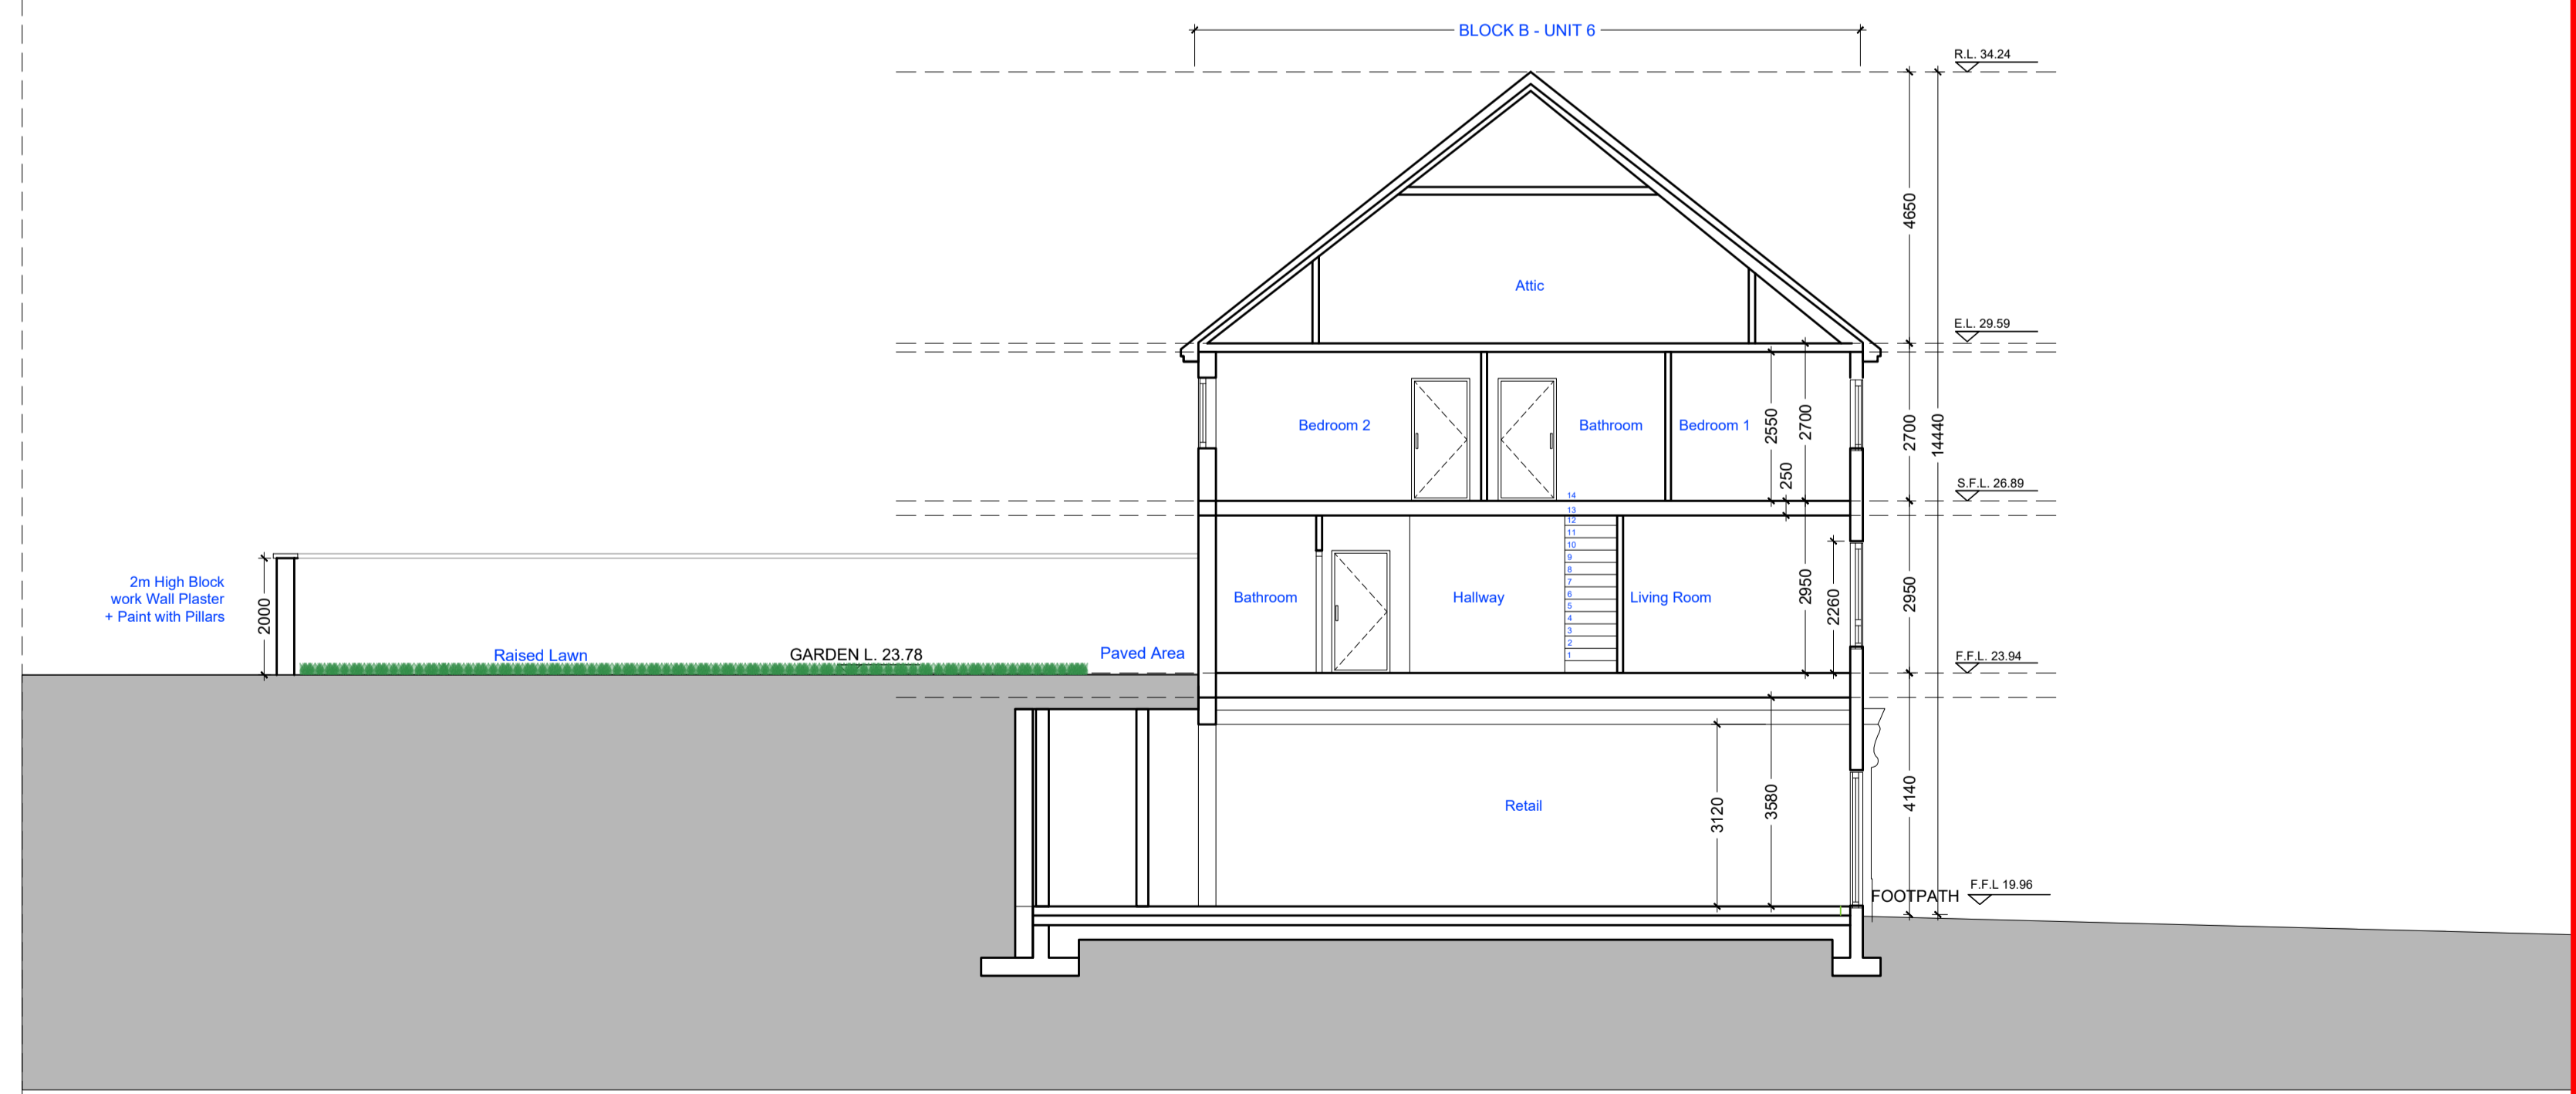 BLOCK B - UNIT 6
R.L. 34.24
4650
Attic
E.L. 29.59
Bedroom 2
Bathroom
Bedroom 1
2550
2700
250
2700
14440
S.F.L. 26.89
14
13
12
11
10
9
8
7
6
5
4
3
2
1
2m High Block
work Wall Plaster
+ Paint with Pillars
2000
Raised Lawn
GARDEN L. 23.78
Paved Area
Bathroom
Hallway
Living Room
2950
2260
2950
F.F.L. 23.94
Retail
3120
3580
4140
FOOTPATH
F.F.L 19.96